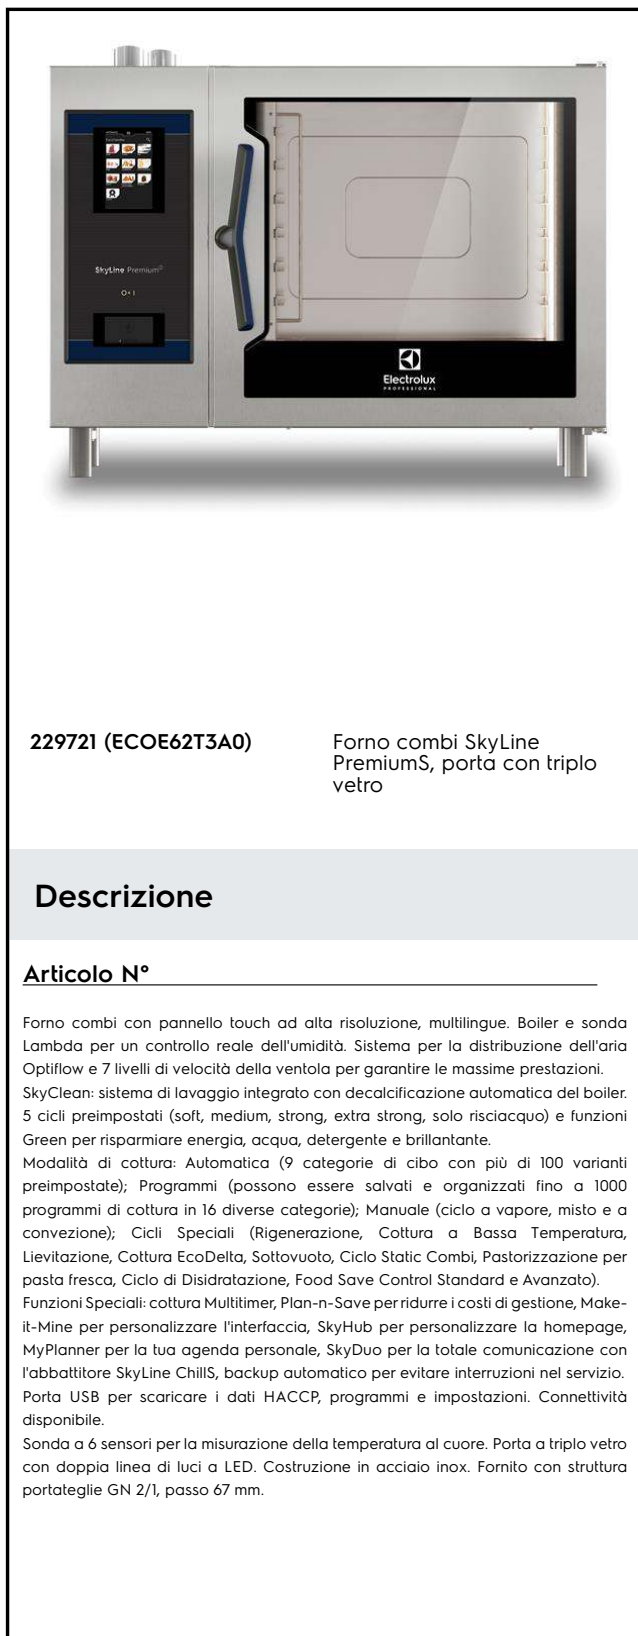 SkyLine PremiumS
Electrolux
PROFESSIONAL
229721 (ECOE62T3A0)
Forno combi SkyLine
PremiumS, porta con triplo
vetro
Descrizione
Articolo N°
Forno combi con pannello touch ad alta risoluzione, multilingue. Boiler e sonda
Lambda per un controllo reale dell'umidità. Sistema per la distribuzione dell'aria
Optiflow e 7 livelli di velocità della ventola per garantire le massime prestazioni.
SkyClean: sistema di lavaggio integrato con decalcificazione automatica del boiler.
5 cicli preimpostati (soft, medium, strong, extra strong, solo risciacquo) e funzioni
Green per risparmiare energia, acqua, detergente e brillantante.
Modalità di cottura: Automatica (9 categorie di cibo con più di 100 varianti
preimpostate); Programmi (possono essere salvati e organizzati fino a 1000
programmi di cottura in 16 diverse categorie); Manuale (ciclo a vapore, misto e a
convezione); Cicli Speciali (Rigenerazione, Cottura a Bassa Temperatura,
Lievitazione, Cottura EcoDelta, Sottovuoto, Ciclo Static Combi, Pastorizzazione per
pasta fresca, Ciclo di Disidratazione, Food Save Control Standard e Avanzato).
Funzioni Speciali: cottura Multitimer, Plan-n-Save per ridurre i costi di gestione, Make-
it-Mine per personalizzare l'interfaccia, SkyHub per personalizzare la homepage,
MyPlanner per la tua agenda personale, SkyDuo per la totale comunicazione con
l'abbattitore SkyLine ChillS, backup automatico per evitare interruzioni nel servizio.
Porta USB per scaricare i dati HACCP, programmi e impostazioni. Connettività
disponibile.
Sonda a 6 sensori per la misurazione della temperatura al cuore. Porta a triplo vetro
con doppia linea di luci a LED. Costruzione in acciaio inox. Fornito con struttura
portateglie GN 2/1, passo 67 mm.